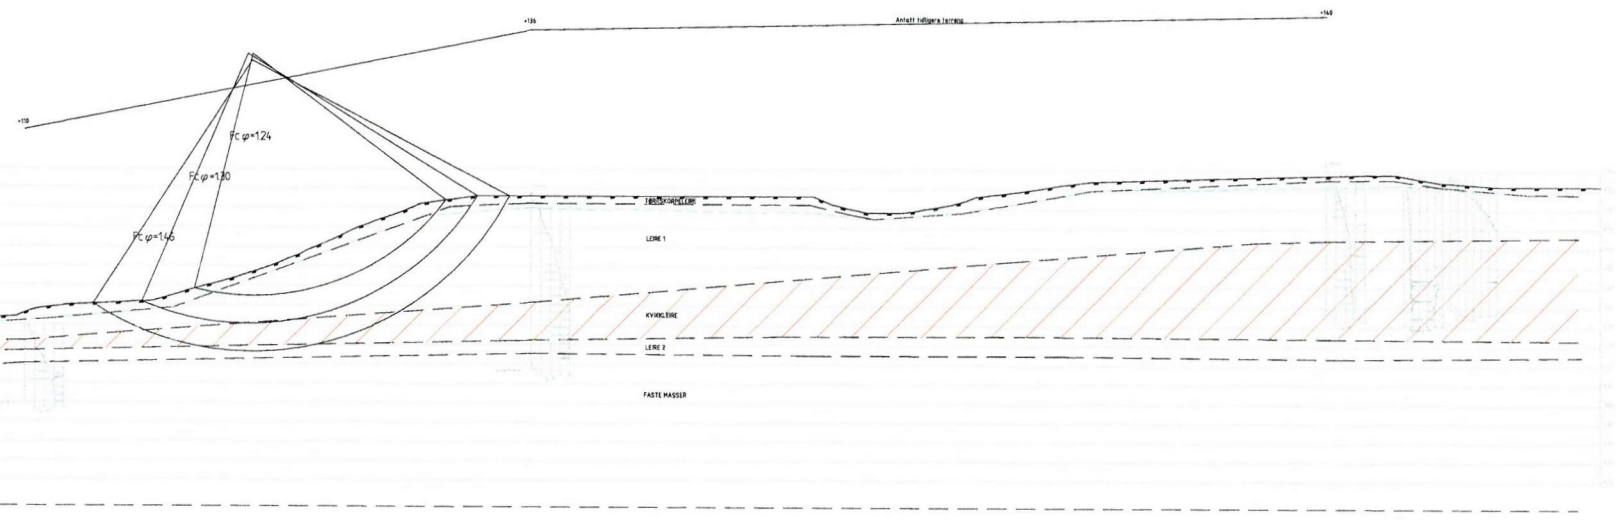 +136
Antatt tidligere terreng
+140
+110
Fcφ=1.24
Fcφ=1.30
Fcφ=1.46
TØRRSKORPELEIRE
LEIRE 1
KVIKKLEIRE
LEIRE 2
FASTE MASSER